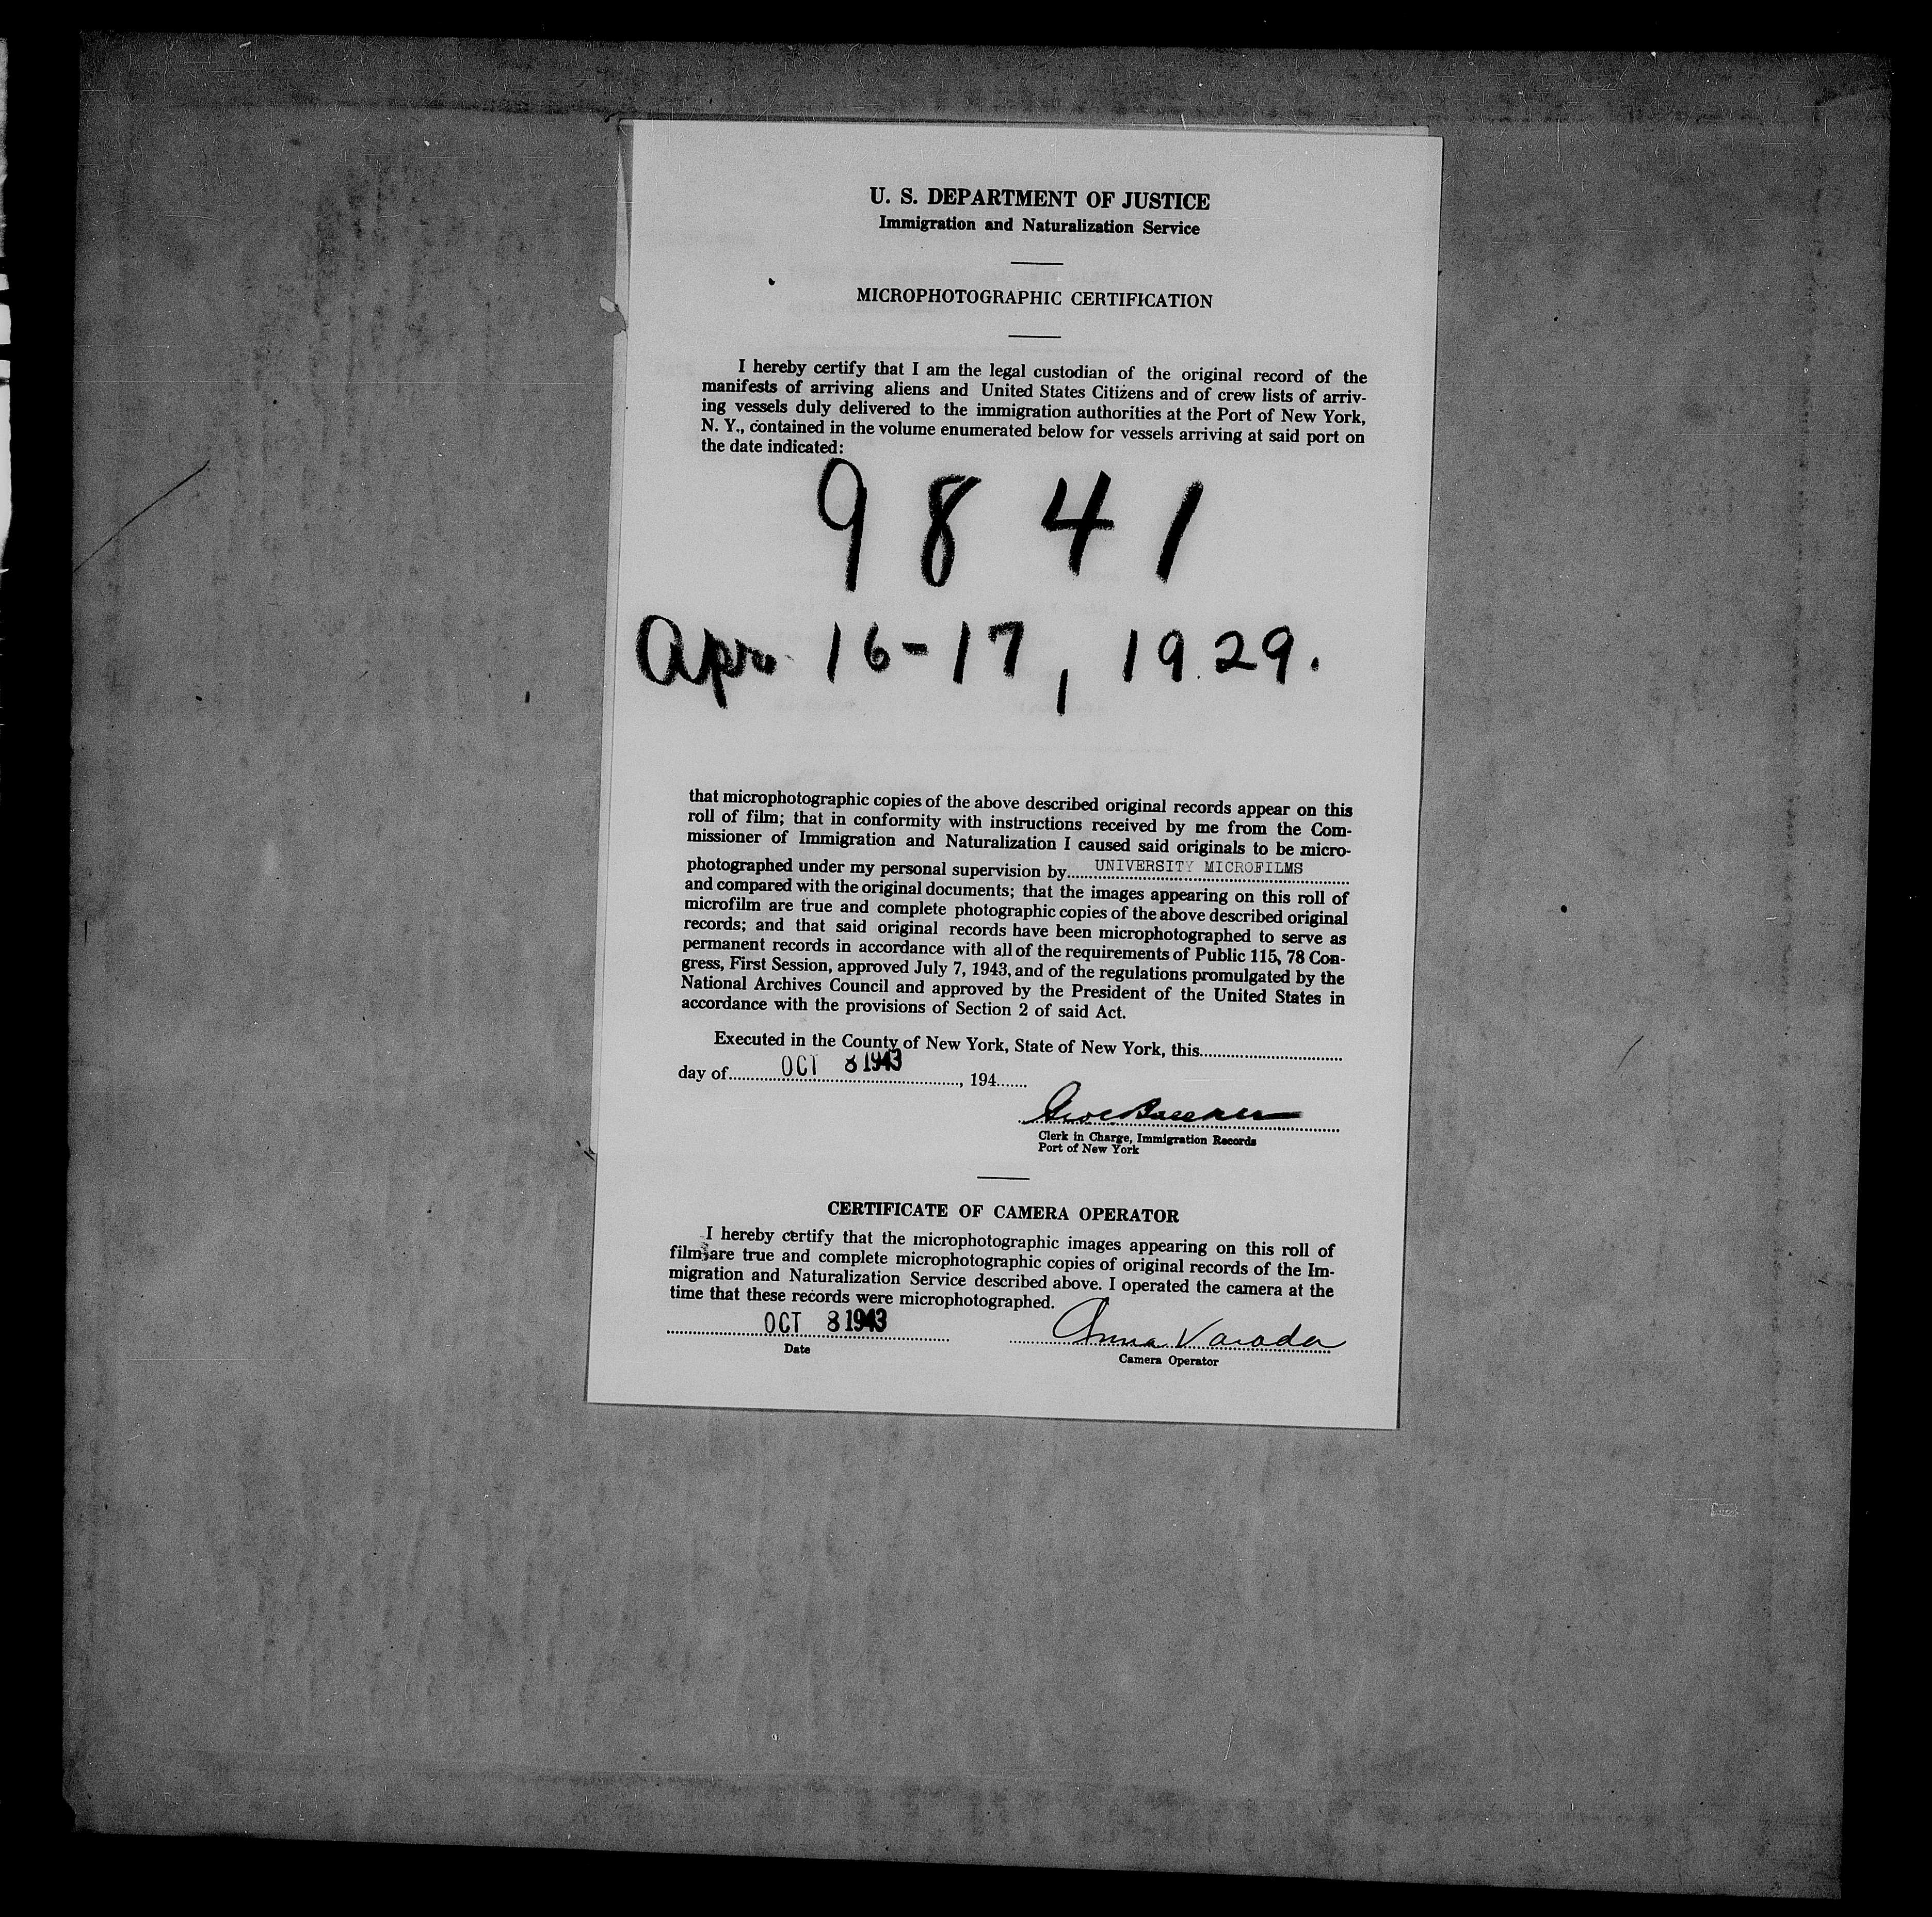 U. S. DEPARTMENT OF JUSTICE
Immigration and Naturalization Service
MICROPHOTOGRAPHIC CERTIFICATION
I hereby certify that I am the legal custodian of the original record of the
manifests of arriving aliens and United States Citizens and of crew lists of arriv-
ing vessels duly delivered to the immigration authorities at the Port of New York,
N. Y., contained in the volume enumerated below for vessels arriving at said port on
the date indicated:
9841
Apr 16-17, 1929.
that microphotographic copies of the above described original records appear on this
roll of film; that in conformity with instructions received by me from the Com-
missioner of Immigration and Naturalization I caused said originals to be micro-
photographed under my personal supervision by UNIVERSITY MICROFILMS
and compared with the original documents; that the images appearing on this roll of
microfilm are true and complete photographic copies of the above described original
records; and that said original records have been microphotographed to serve as
permanent records in accordance with all of the requirements of Public 115, 78 Con-
gress, First Session, approved July 7, 1943, and of the regulations promulgated by the
National Archives Council and approved by the President of the United States in
accordance with the provisions of Section 2 of said Act.
Executed in the County of New York, State of New York, this
day of OCT 8 1943, 194
Clerk in Charge, Immigration Records
Port of New York
CERTIFICATE OF CAMERA OPERATOR
I hereby certify that the microphotographic images appearing on this roll of
film are true and complete microphotographic copies of original records of the Im-
migration and Naturalization Service described above. I operated the camera at the
time that these records were microphotographed.
OCT 8 1943 Anna Varada
Date
Camera Operator